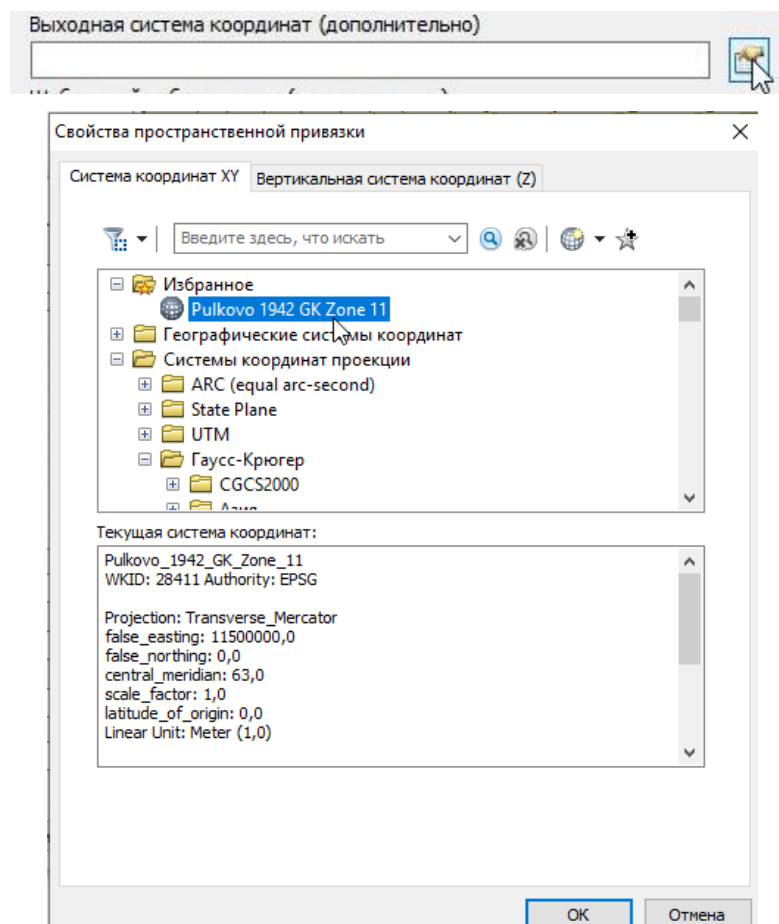 Выходная система координат (дополнительно)
Свойства пространственной привязки
Система координат XY
Вертикальная система координат (Z)
Введите здесь, что искать
Избранное
Pulkovo 1942 GK Zone 11
Географические системы координат
Системы координат проекции
ARC (equal arc-second)
State Plane
UTM
Гаусс-Крюгер
CGCS2000
Текущая система координат:
Pulkovo_1942_GK_Zone_11
WKID: 28411 Authority: EPSG
Projection: Transverse_Mercator
false_easting: 11500000,0
false_northing: 0,0
central_meridian: 63,0
scale_factor: 1,0
latitude_of_origin: 0,0
Linear Unit: Meter (1,0)
OK
Отмена